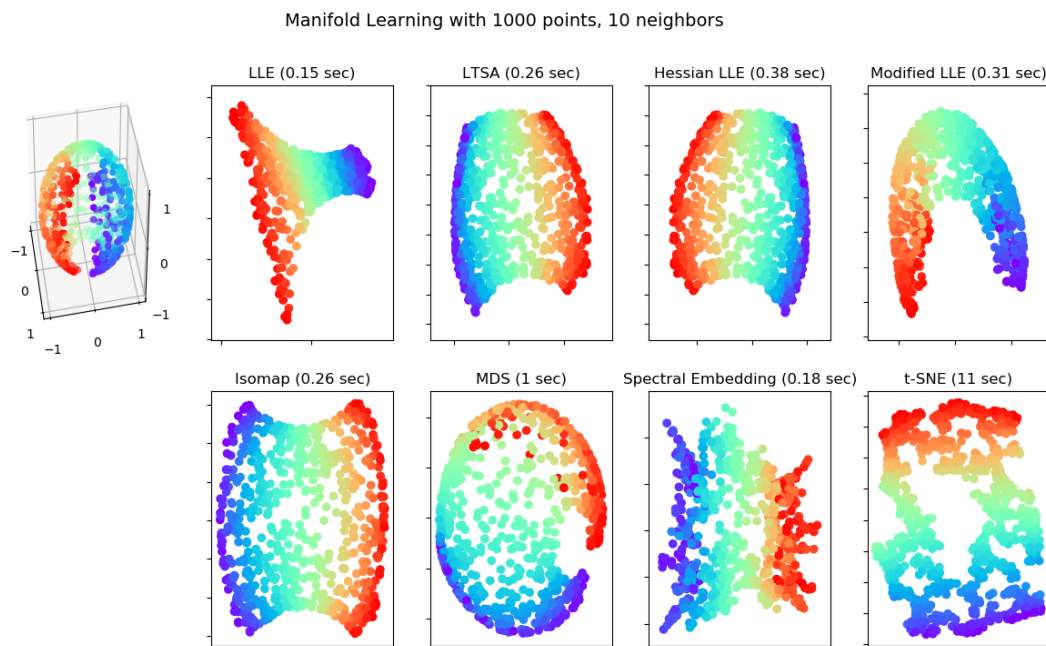 Manifold Learning with 1000 points, 10 neighbors
LLE (0.15 sec)
LTSA (0.26 sec)
Hessian LLE (0.38 sec)
Modified LLE (0.31 sec)
1
0
−1
−1
0
1
−1
0
1
Isomap (0.26 sec)
MDS (1 sec)
Spectral Embedding (0.18 sec)
t-SNE (11 sec)